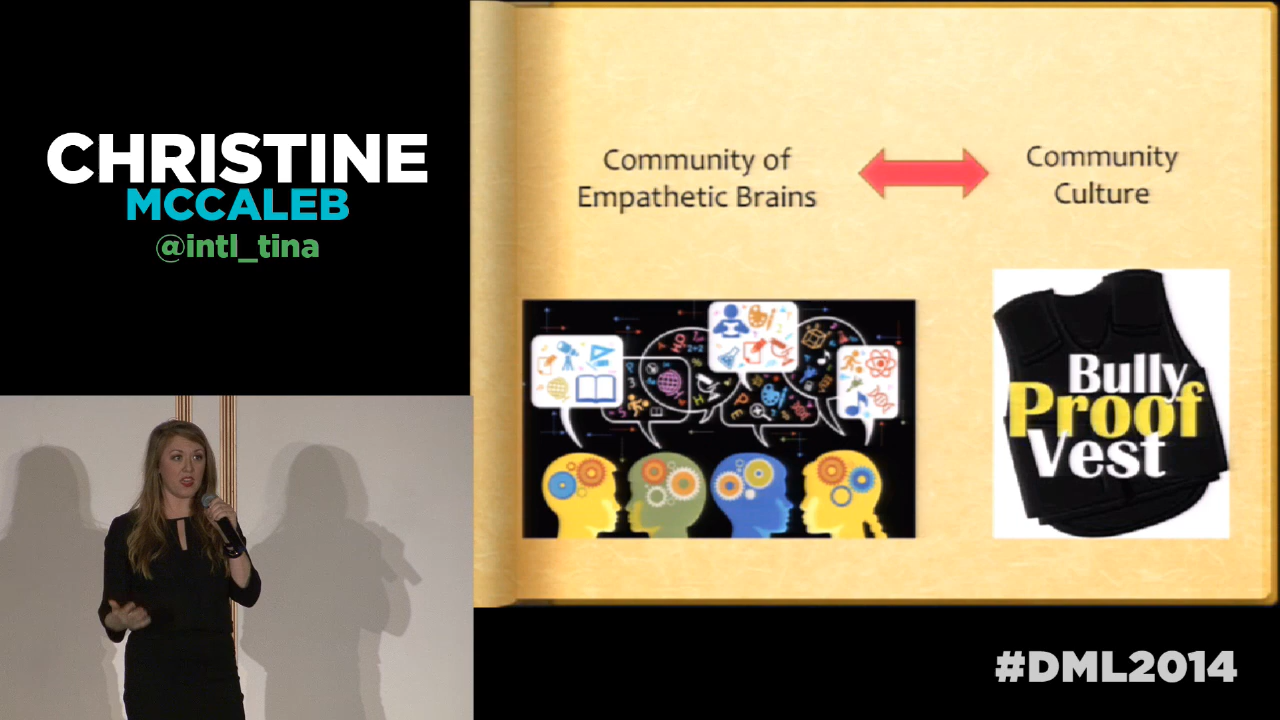 CHRISTINE
MCCALEB
@intl_tina
Community of
Empathetic Brains
Community
Culture
Bully
Proof
Vest
#DML2014